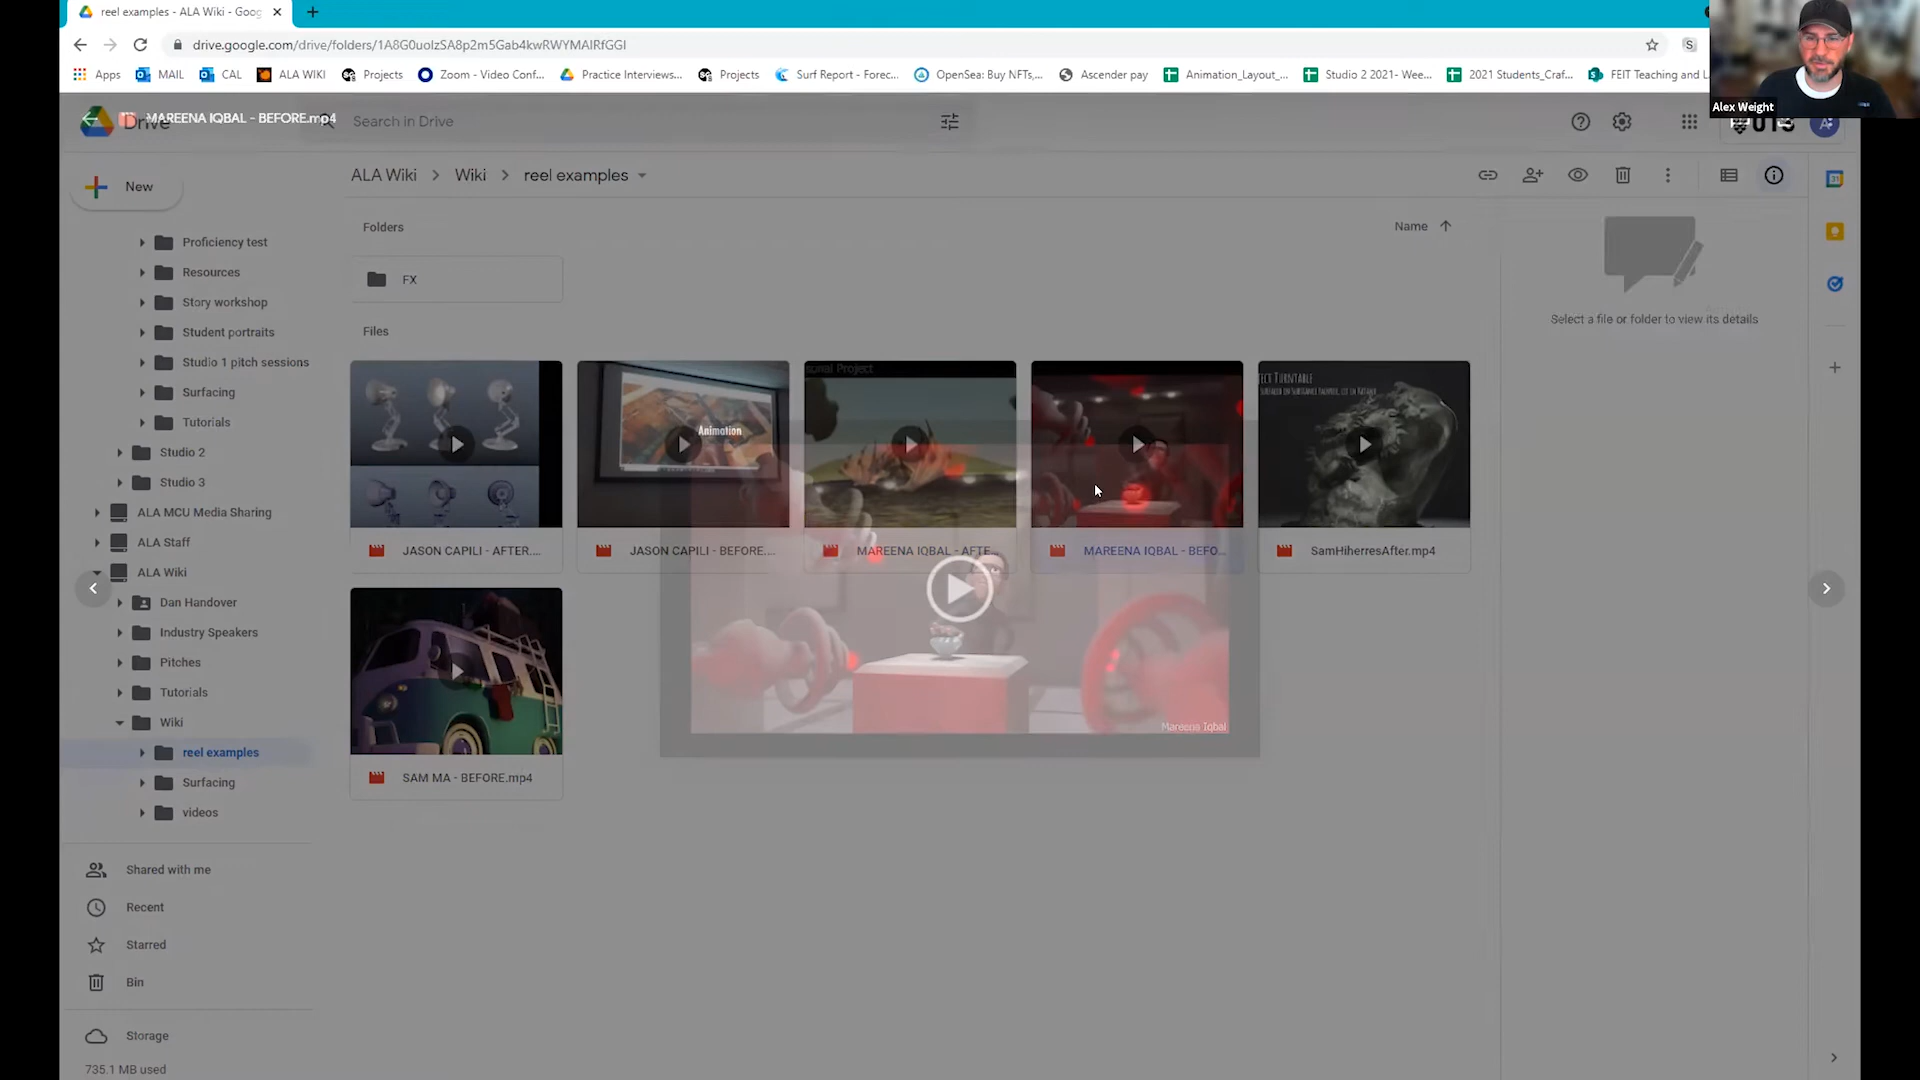 reel examples - ALA Wiki - Goog
drive.google.com/drive/folders/1A8G0uoIzSA8p2m5Gab4kwRWYMAIRfGGI
Apps
MAIL
CAL
ALA WIKI
Projects
Zoom - Video Conf...
Practice Interviews...
Projects
Surf Report - Forec...
OpenSea: Buy NFTs,...
Ascender pay
Animation_Layout_...
Studio 2 2021- Wee...
2021 Students_Craf...
FEIT Teaching and L
Alex Weight
Drive
MAREENA IQBAL - BEFORE.mp4
Search in Drive
New
ALA Wiki
Wiki
reel examples
Folders
Name
FX
Files
Select a file or folder to view its details
Proficiency test
Resources
Story workshop
Student portraits
Studio 1 pitch sessions
Surfacing
Tutorials
Studio 2
Studio 3
ALA MCU Media Sharing
ALA Staff
ALA Wiki
Dan Handover
Industry Speakers
Pitches
Tutorials
Wiki
reel examples
Surfacing
videos
Shared with me
Recent
Starred
Bin
Storage
735.1 MB used
Animation
sonal Project
ect Turntable
JASON CAPILI - AFTER....
JASON CAPILI - BEFORE....
MAREENA IQBAL - AFTE...
MAREENA IQBAL - BEFO...
SamHiherresAfter.mp4
Mareena Iqbal
SAM MA - BEFORE.mp4